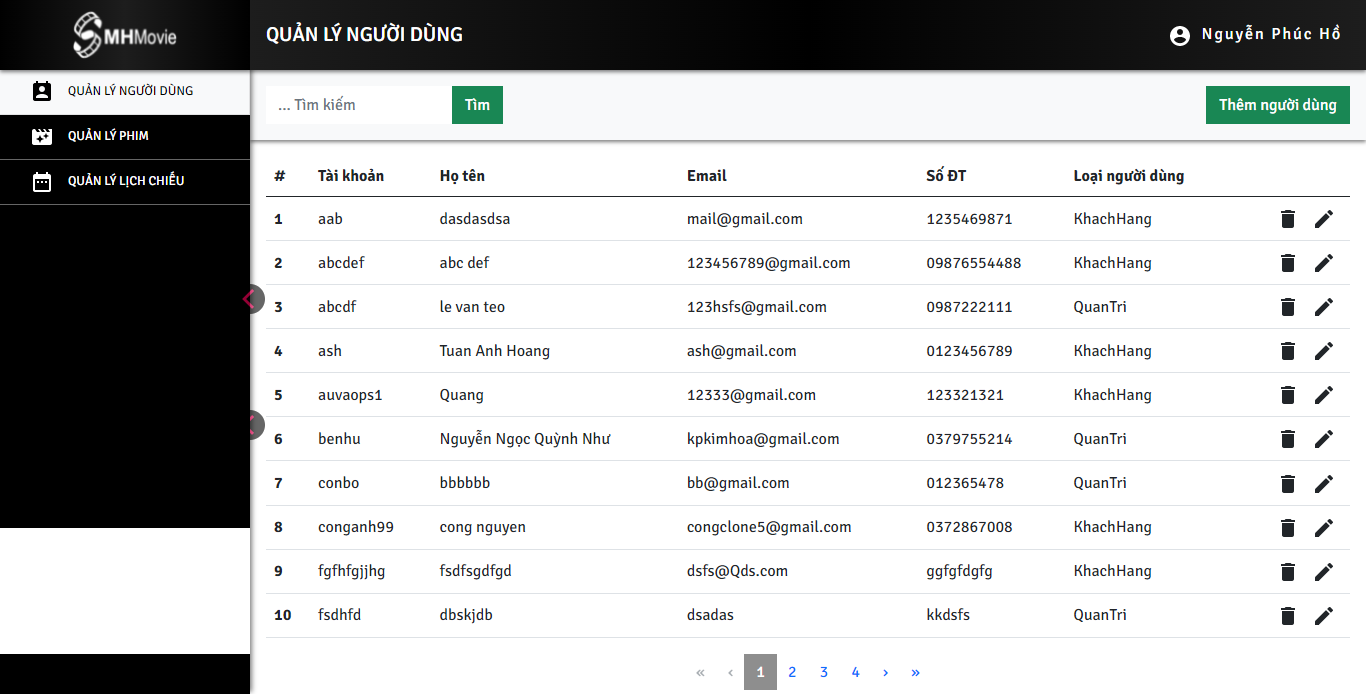 MHMovie
QUẢN LÝ NGƯỜI DÙNG
Nguyễn Phúc Hồ
QUẢN LÝ NGƯỜI DÙNG
QUẢN LÝ PHIM
QUẢN LÝ LỊCH CHIẾU
... Tìm kiếm
Tìm
Thêm người dùng
# Tài khoản Họ tên Email Số ĐT Loại người dùng
1 aab dasdasdsa mail@gmail.com 1235469871 KhachHang
2 abcdef abc def 123456789@gmail.com 09876554488 KhachHang
3 abcdf le van teo 123hsfs@gmail.com 0987222111 QuanTri
4 ash Tuan Anh Hoang ash@gmail.com 0123456789 KhachHang
5 auvaops1 Quang 12333@gmail.com 123321321 KhachHang
6 benhu Nguyễn Ngọc Quỳnh Như kpkimhoa@gmail.com 0379755214 QuanTri
7 conbo bbbbbb bb@gmail.com 012365478 QuanTri
8 conganh99 cong nguyen congclone5@gmail.com 0372867008 KhachHang
9 fgfhfgjjhg fsdfsgdfgd dsfs@Qds.com ggfgfdgfg KhachHang
10 fsdhfd dbskjdb dsadas kkdsfs QuanTri
« ‹ 1 2 3 4 › »